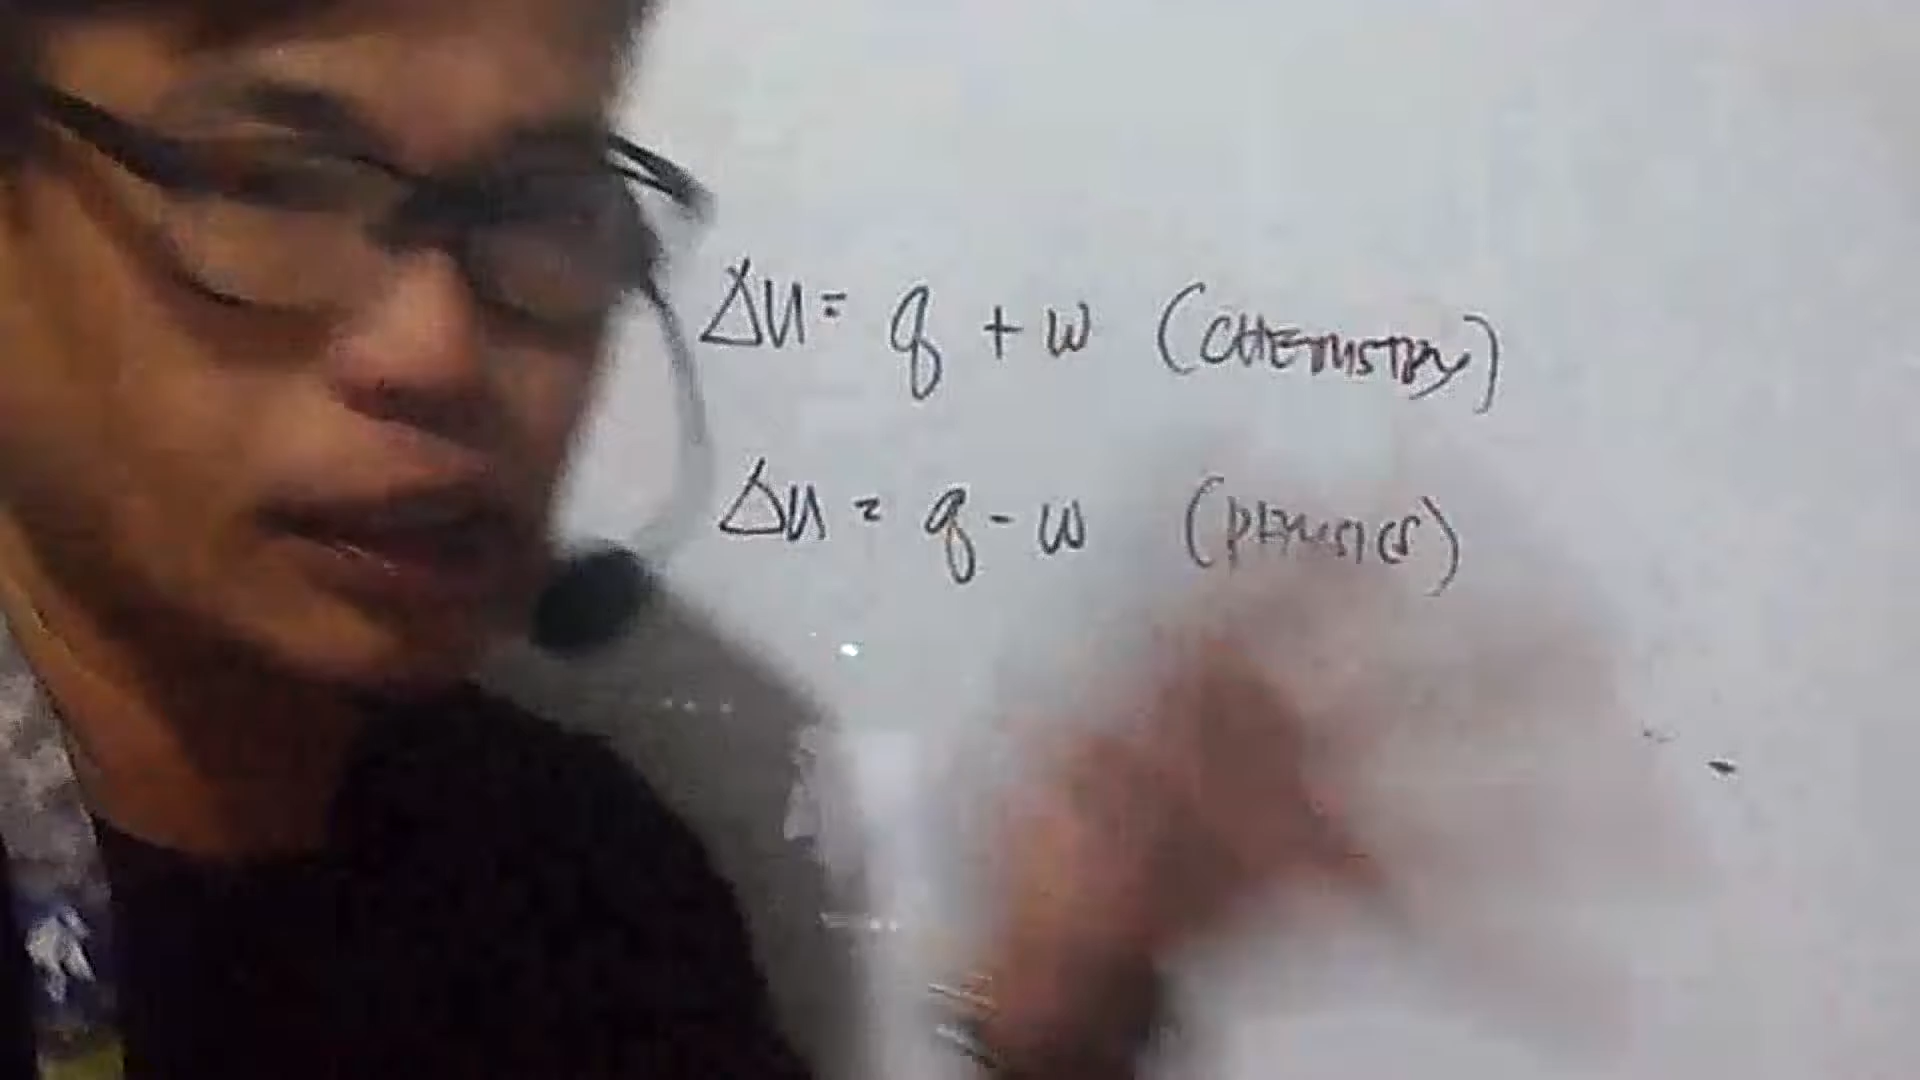 Δu = q + w (CHEMISTRY)
Δu = q - w (PHYSICS)